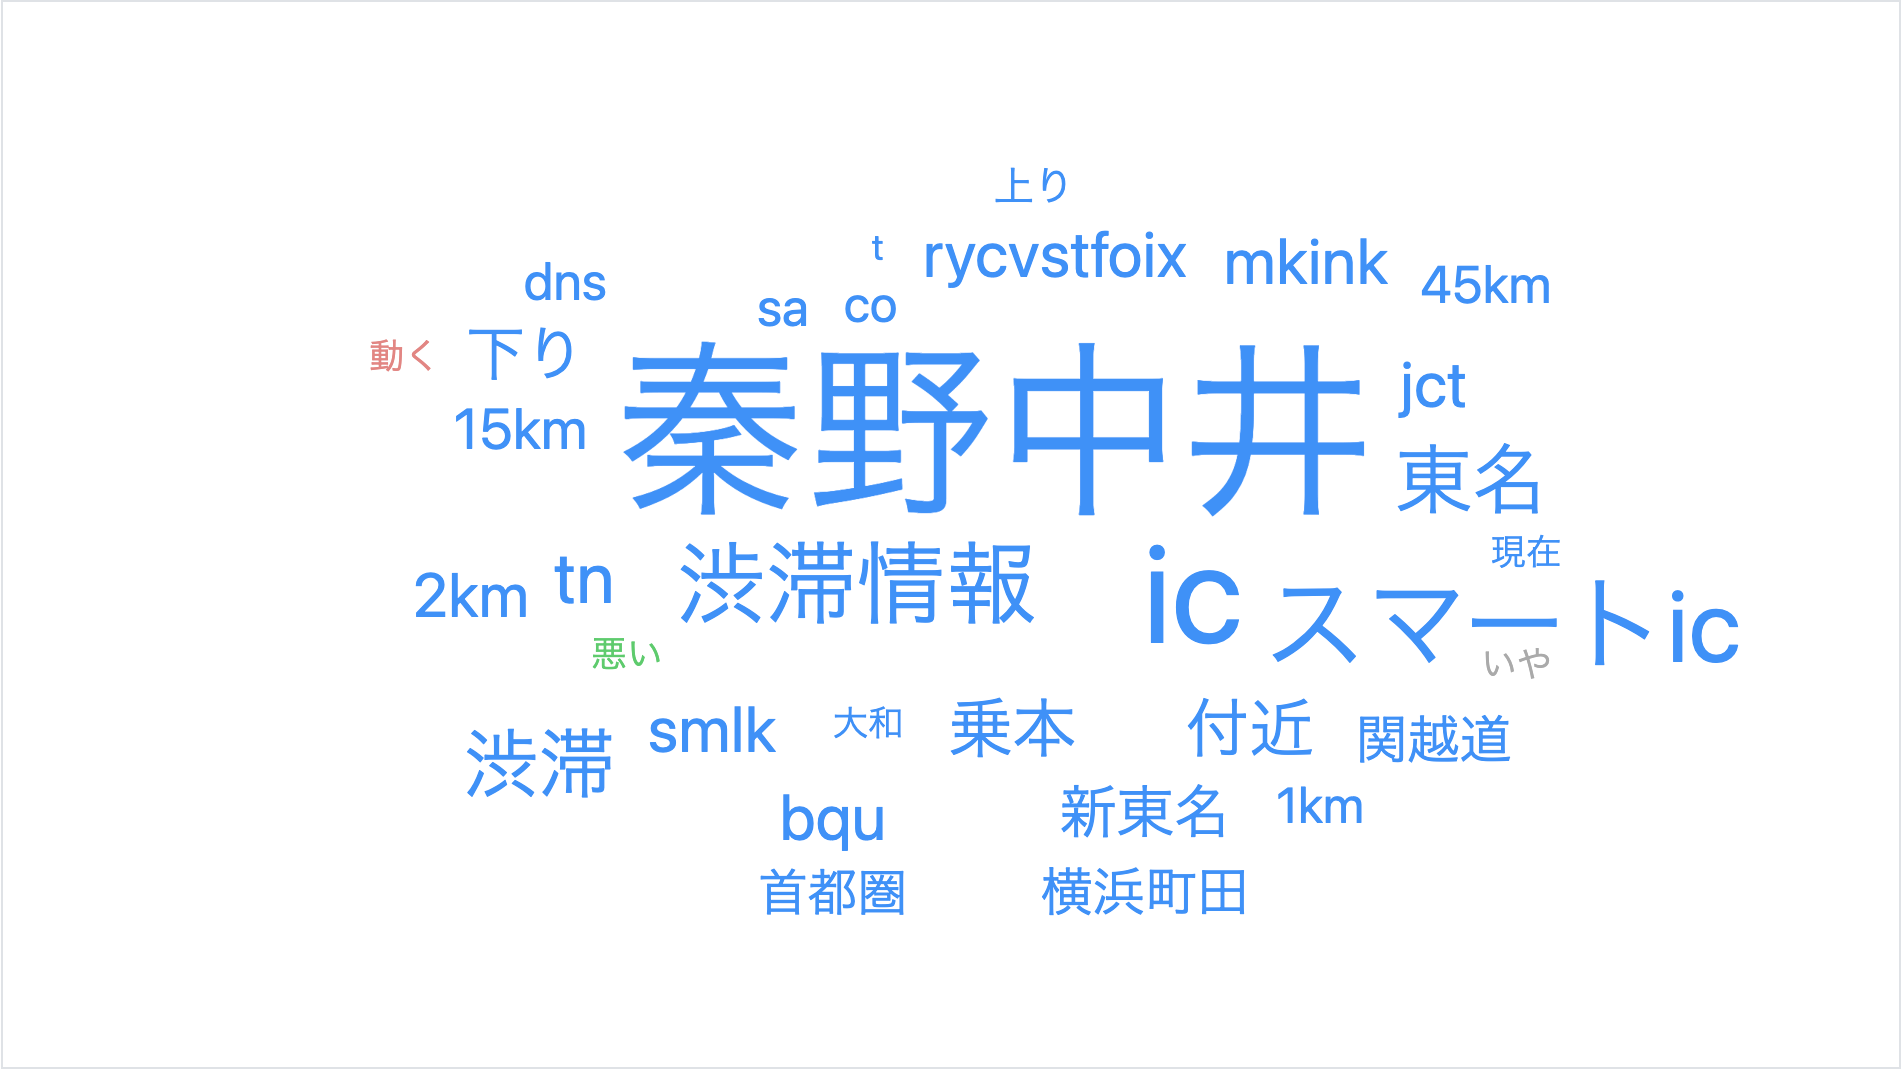 上り
t
rycvstfoix
mkink
dns
sa
co
45km
動く
下り
秦野中井
jct
15km
東名
2km
tn
渋滞情報
ic
スマートic
現在
いや
悪い
渋滞
smlk
大和
乗本
付近
関越道
bqu
新東名
1km
首都圏
横浜町田